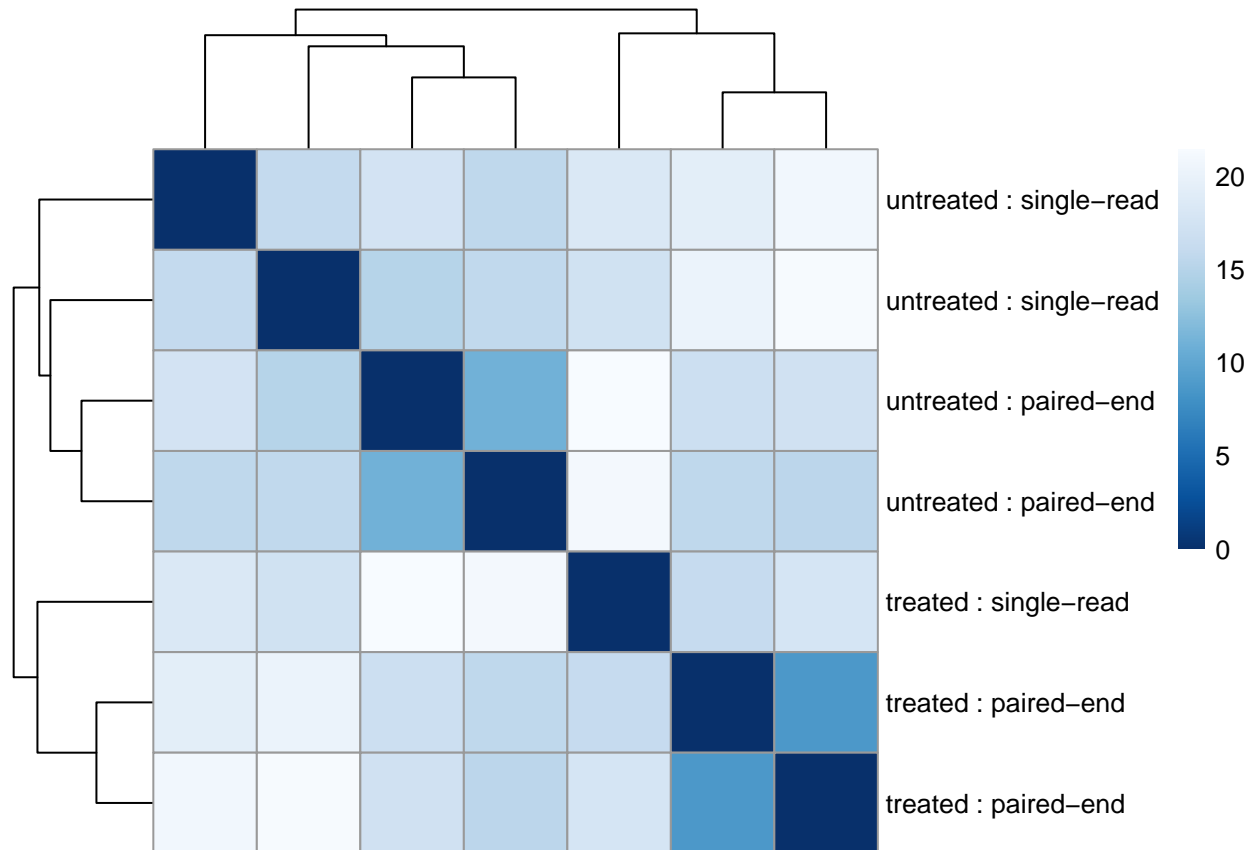 untreated : single−read
untreated : single−read
untreated : paired−end
untreated : paired−end
treated : single−read
treated : paired−end
treated : paired−end
20
15
10
5
0